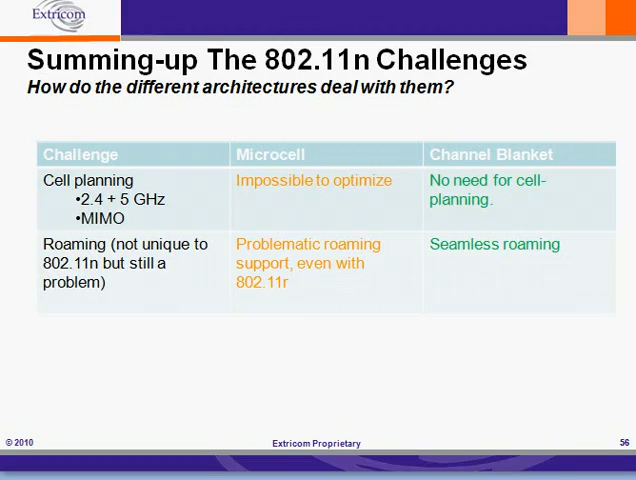 Extricom
Summing-up The 802.11n Challenges
How do the different architectures deal with them?
Challenge
Microcell
Channel Blanket
Cell planning
•2.4 + 5 GHz
•MIMO
Impossible to optimize
No need for cell-
planning.
Roaming (not unique to
802.11n but still a
problem)
Problematic roaming
support, even with
802.11r
Seamless roaming
© 2010
Extricom Proprietary
56